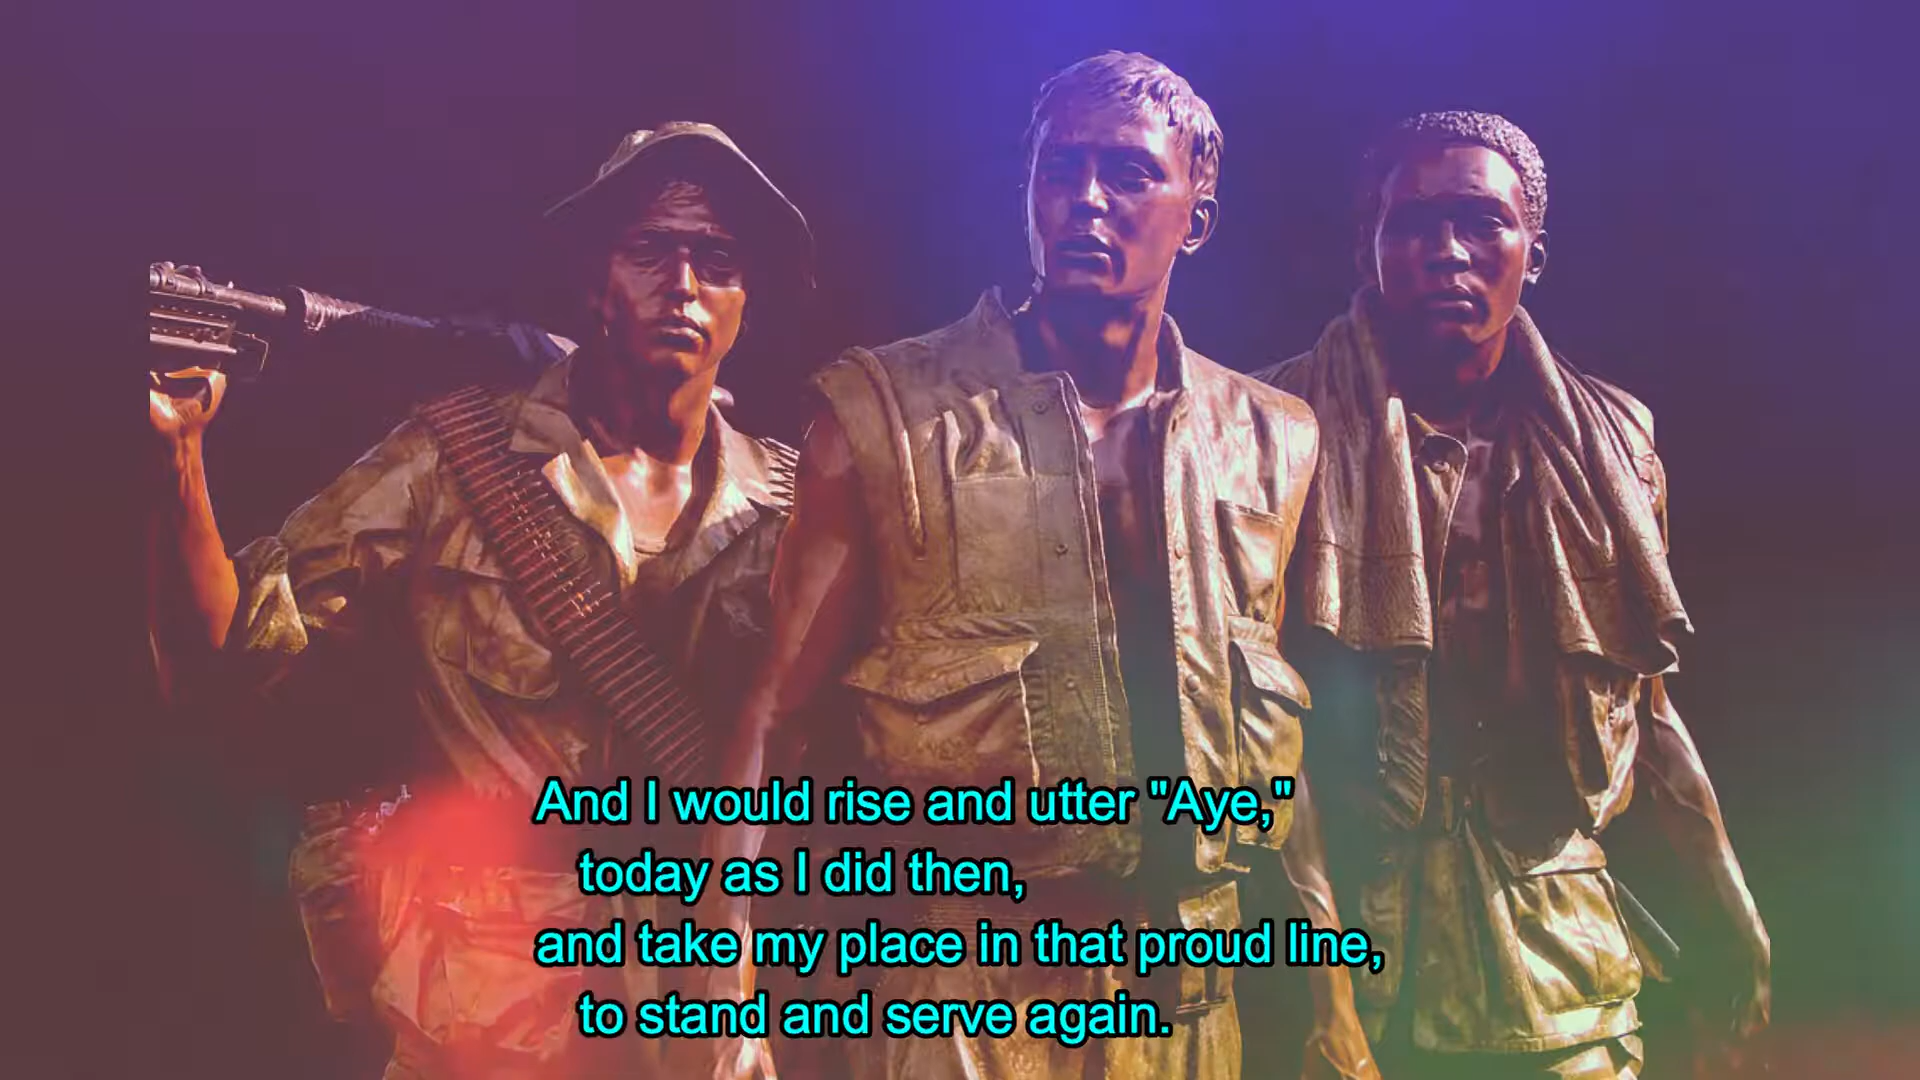 And I would rise and utter "Aye,"
today as I did then,
and take my place in that proud line,
to stand and serve again.